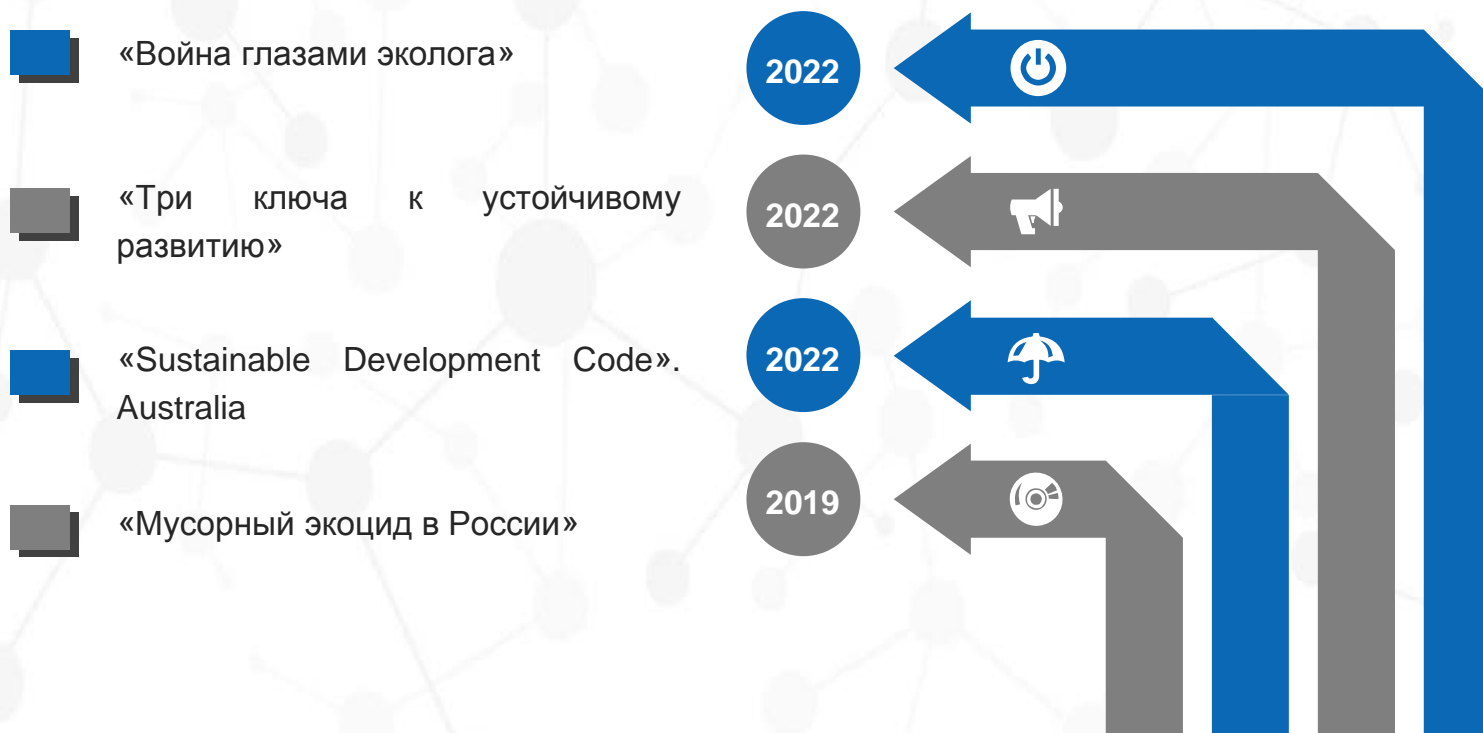 «Война глазами эколога»
2022
«Три ключа к устойчивому
развитию»
2022
«Sustainable Development Code».
Australia
2022
«Мусорный экоцид в России»
2019